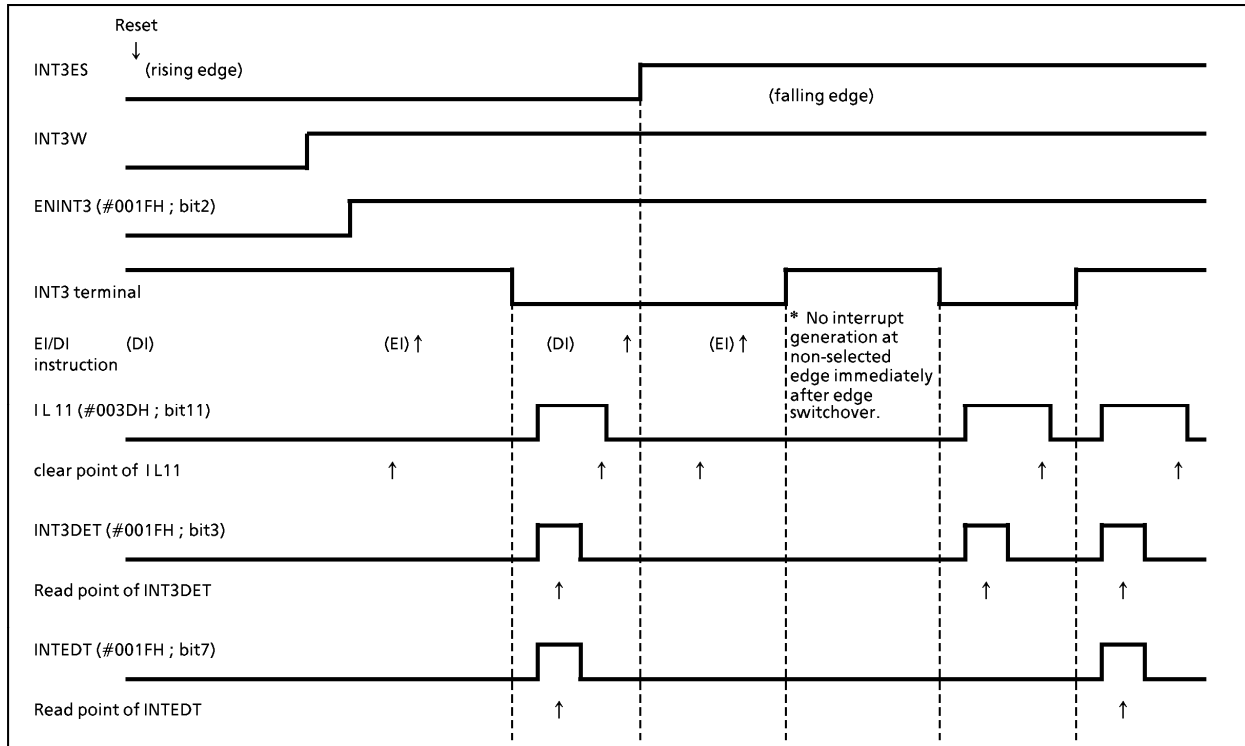 Reset
↓
INT3ES (rising edge)
(falling edge)
INT3W
ENINT3 (#001FH ; bit2)
INT3 terminal
EI/DI (DI) (EI) ↑ (DI) ↑ (EI) ↑
instruction
* No interrupt
generation at
non-selected
edge immediately
after edge
switchover.
I L 11 (#003DH ; bit11)
clear point of I L11 ↑ ↑ ↑ ↑ ↑
INT3DET (#001FH ; bit3)
Read point of INT3DET ↑ ↑ ↑
INTEDT (#001FH ; bit7)
Read point of INTEDT ↑ ↑